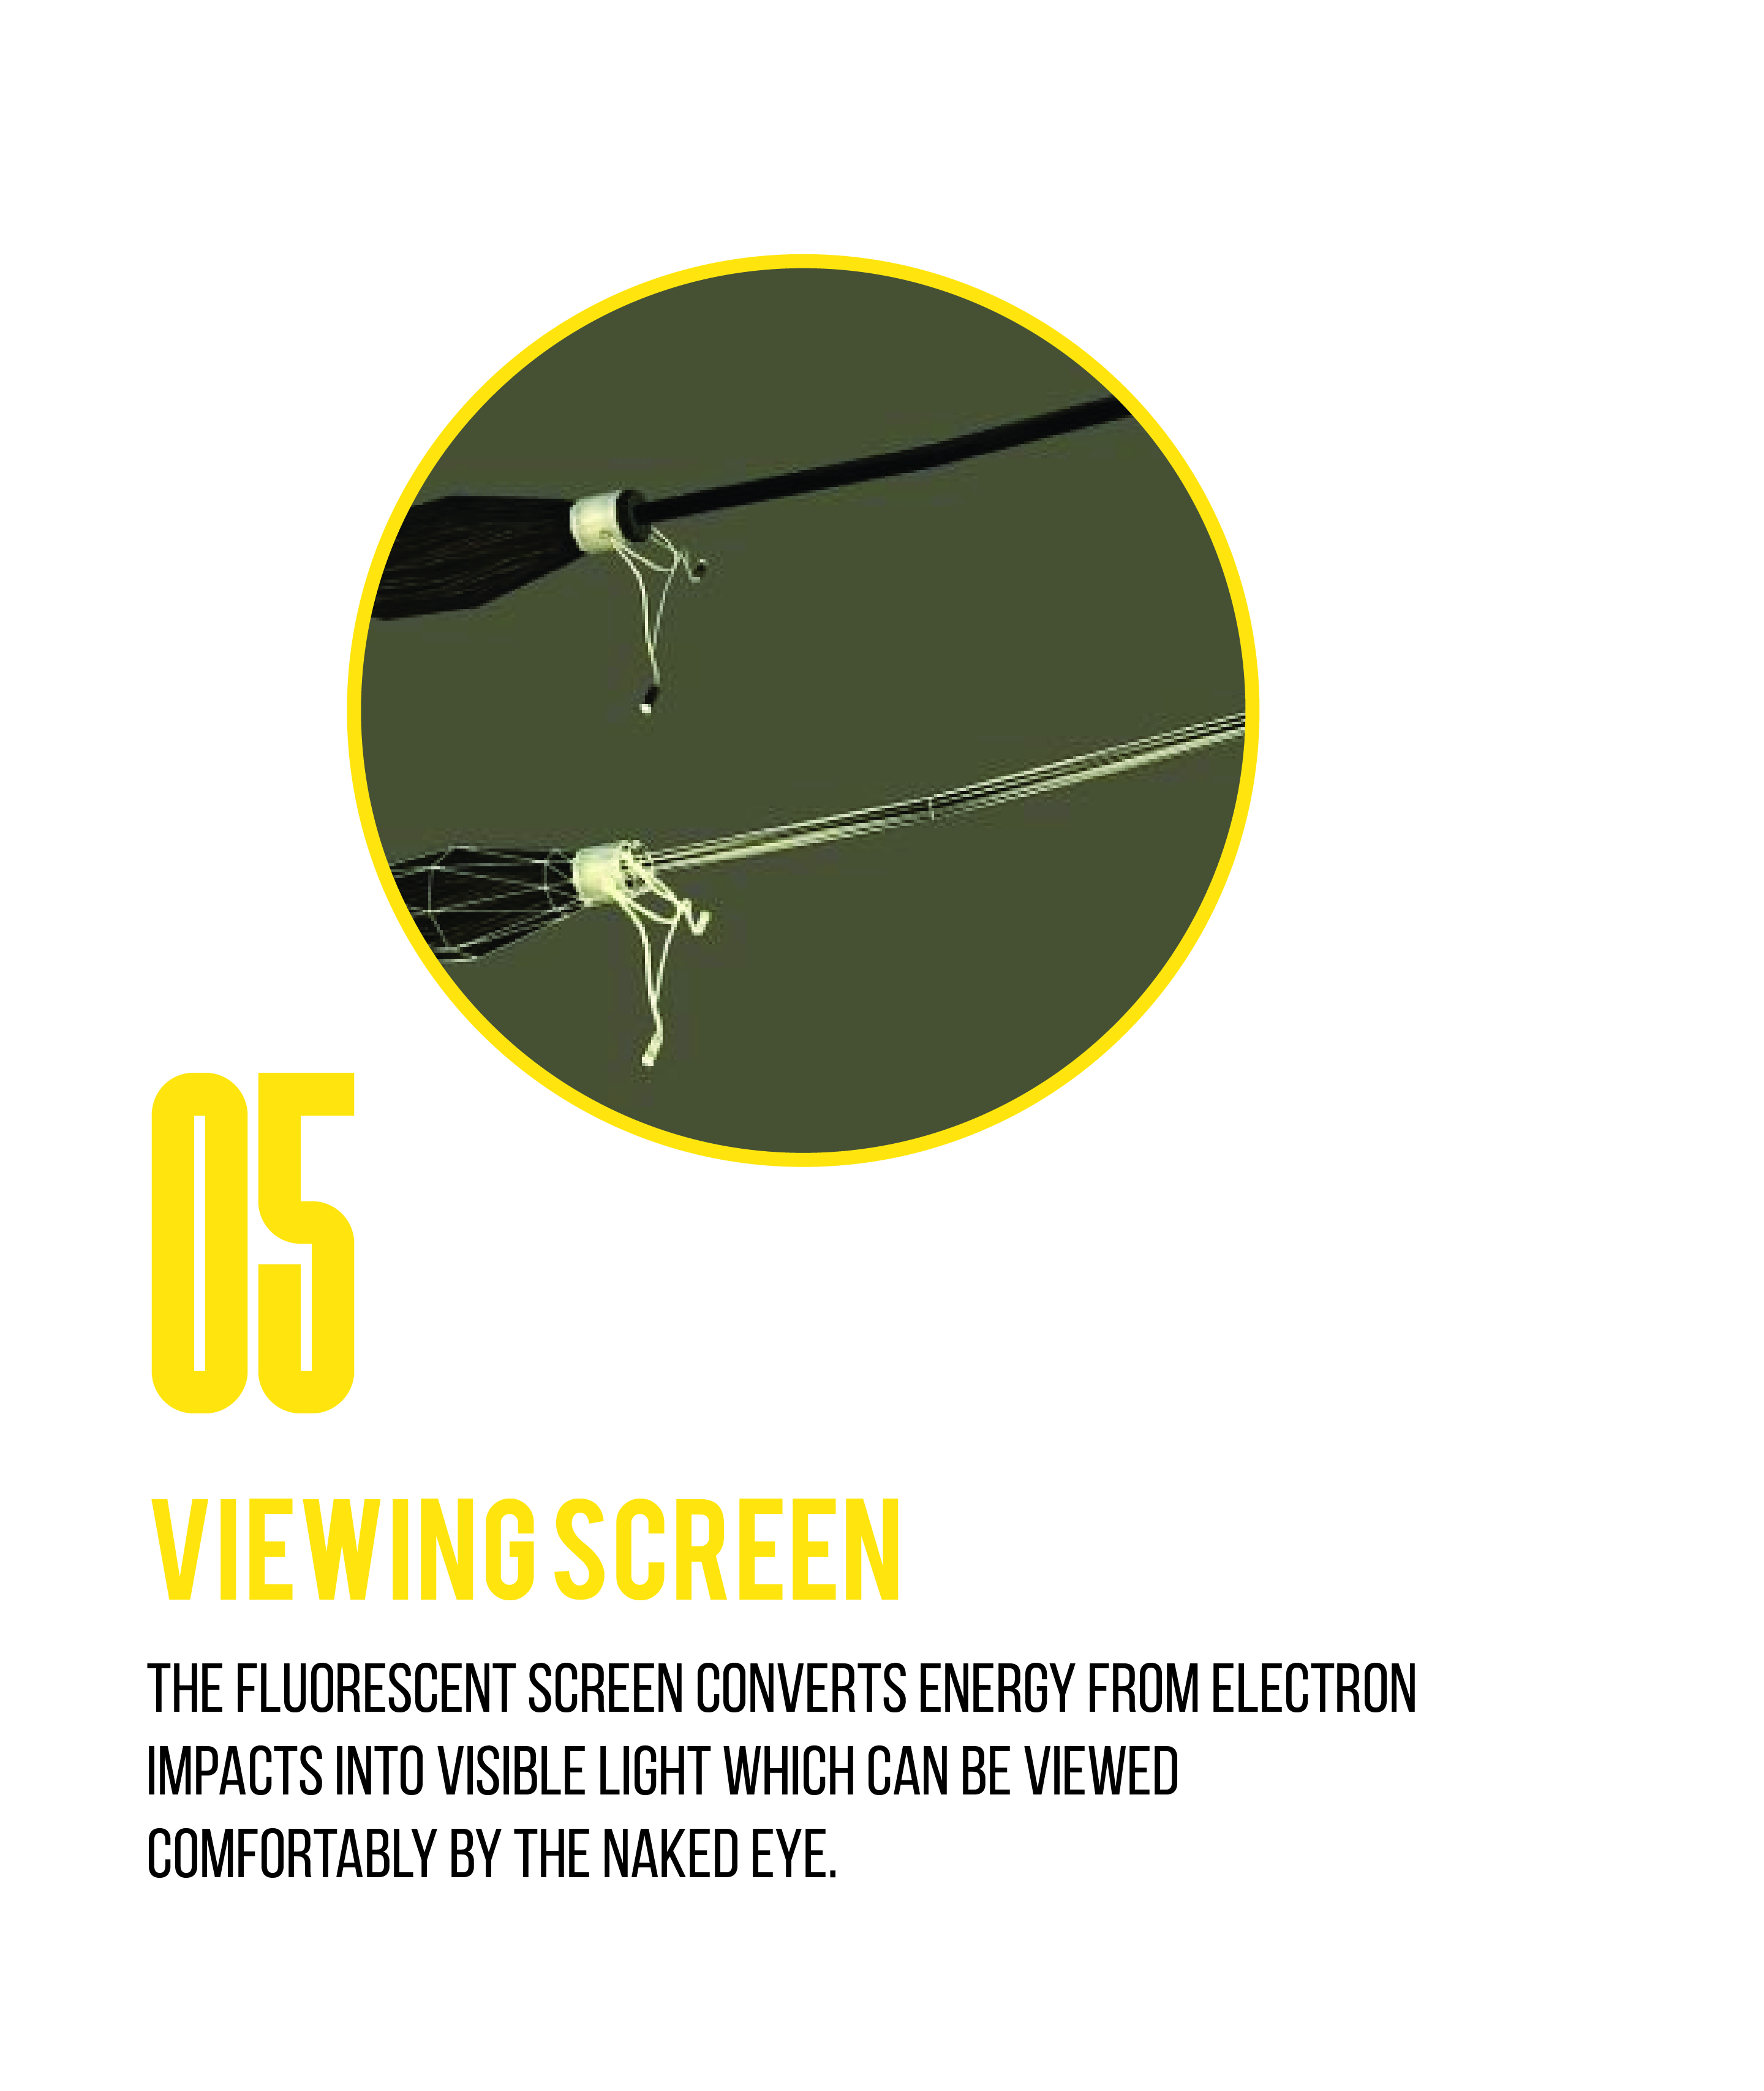 05
VIEWING SCREEN
THE FLUORESCENT SCREEN CONVERTS ENERGY FROM ELECTRON
IMPACTS INTO VISIBLE LIGHT WHICH CAN BE VIEWED
COMFORTABLY BY THE NAKED EYE.